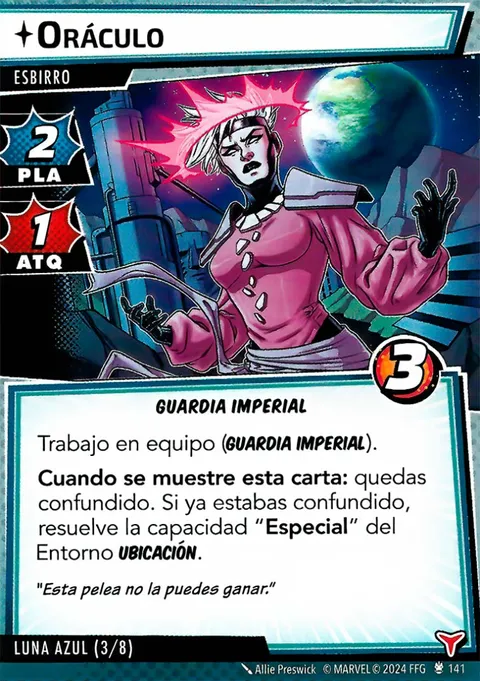 ORÁCULO
ESBIRRO
2
PLA
1
ATQ
3
GUARDIA IMPERIAL
Trabajo en equipo (GUARDIA IMPERIAL).
Cuando se muestre esta carta: quedas
confundido. Si ya estabas confundido,
resuelve la capacidad “Especial” del
Entorno UBICACIÓN.
"Esta pelea no la puedes ganar."
LUNA AZUL (3/8)
Allie Preswick © MARVEL © 2024 FFG 141